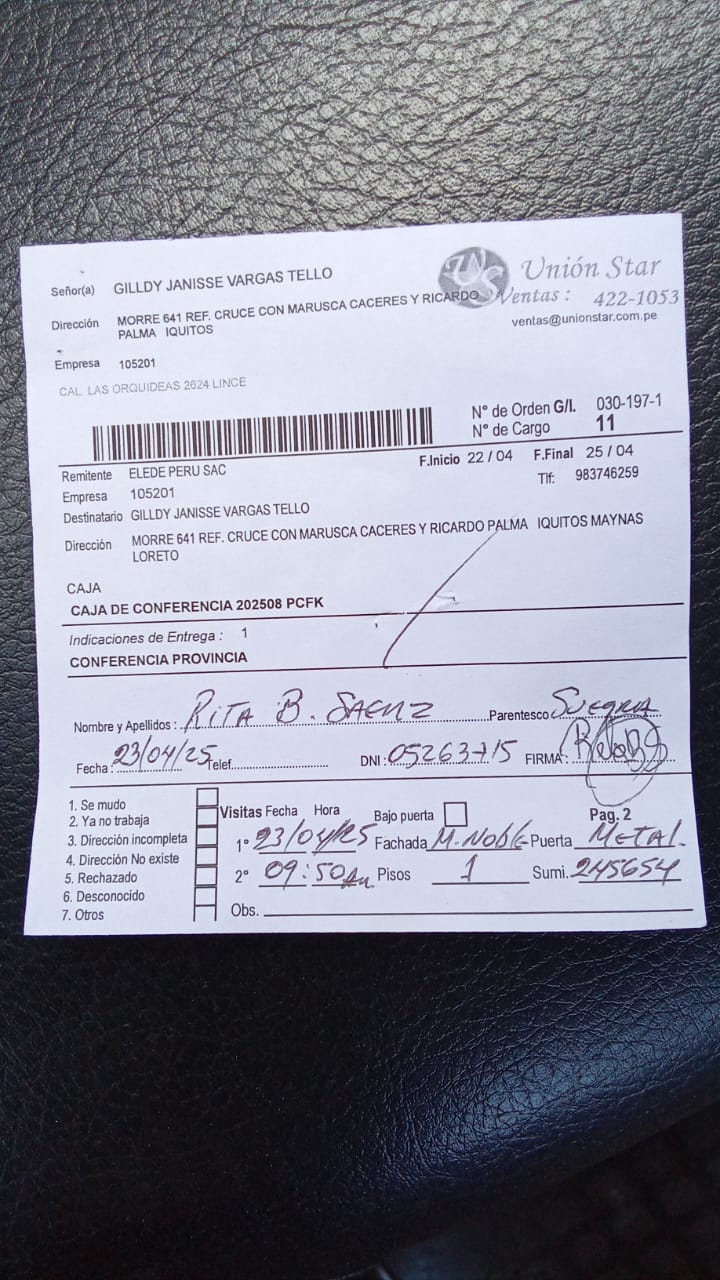 Señor(a) GILLDY JANISSE VARGAS TELLO
Unión Star
Dirección MORRE 641 REF. CRUCE CON MARUSCA CACERES Y RICARDO
PALMA IQUITOS
Ventas : 422-1053
ventas@unionstar.com.pe
Empresa 105201
CAL. LAS ORQUIDEAS 2624 LINCE
N° de Orden G/I. 030-197-1
N° de Cargo 11
Remitente ELEDE PERU SAC
F.Inicio 22 / 04 F.Final 25 / 04
Empresa 105201
Tlf: 983746259
Destinatario GILLDY JANISSE VARGAS TELLO
Dirección MORRE 641 REF. CRUCE CON MARUSCA CACERES Y RICARDO PALMA IQUITOS MAYNAS
LORETO
CAJA
CAJA DE CONFERENCIA 202508 PCFK
Indicaciones de Entrega : 1
CONFERENCIA PROVINCIA
Nombre y Apellidos : RITA B. SAENZ Parentesco SUEGRA
Fecha : 23/04/25 Telef. DNI : FIRMA :
1. Se mudo
2. Ya no trabaja
3. Dirección incompleta
4. Dirección No existe
5. Rechazado
6. Desconocido
7. Otros
Visitas Fecha Hora Bajo puerta Pag. 2
1° 23/04/25 Fachada M. NOBLE Puerta METAL.
2° 09:50am Pisos 1 Sumi. 245654
Obs.